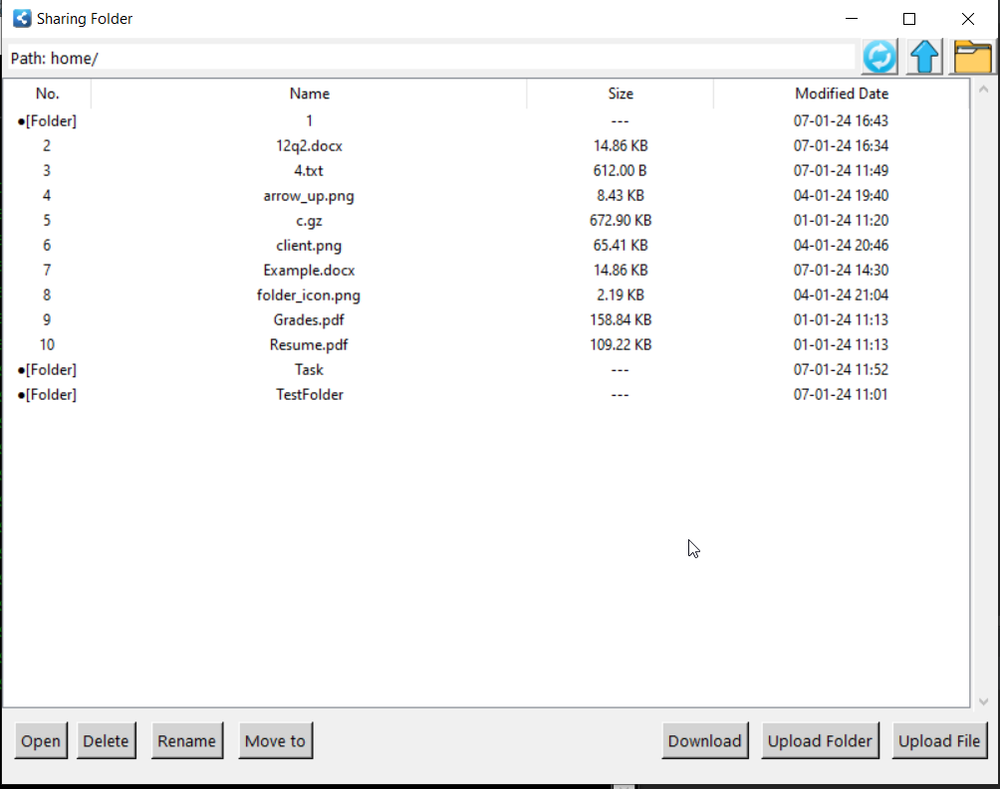 Sharing Folder
Path: home/
No. Name Size Modified Date
●[Folder] 1 --- 07-01-24 16:43
2 12q2.docx 14.86 KB 07-01-24 16:34
3 4.txt 612.00 B 07-01-24 11:49
4 arrow_up.png 8.43 KB 04-01-24 19:40
5 c.gz 672.90 KB 01-01-24 11:20
6 client.png 65.41 KB 04-01-24 20:46
7 Example.docx 14.86 KB 07-01-24 14:30
8 folder_icon.png 2.19 KB 04-01-24 21:04
9 Grades.pdf 158.84 KB 01-01-24 11:13
10 Resume.pdf 109.22 KB 01-01-24 11:13
●[Folder] Task --- 07-01-24 11:52
●[Folder] TestFolder --- 07-01-24 11:01
Open Delete Rename Move to Download Upload Folder Upload File